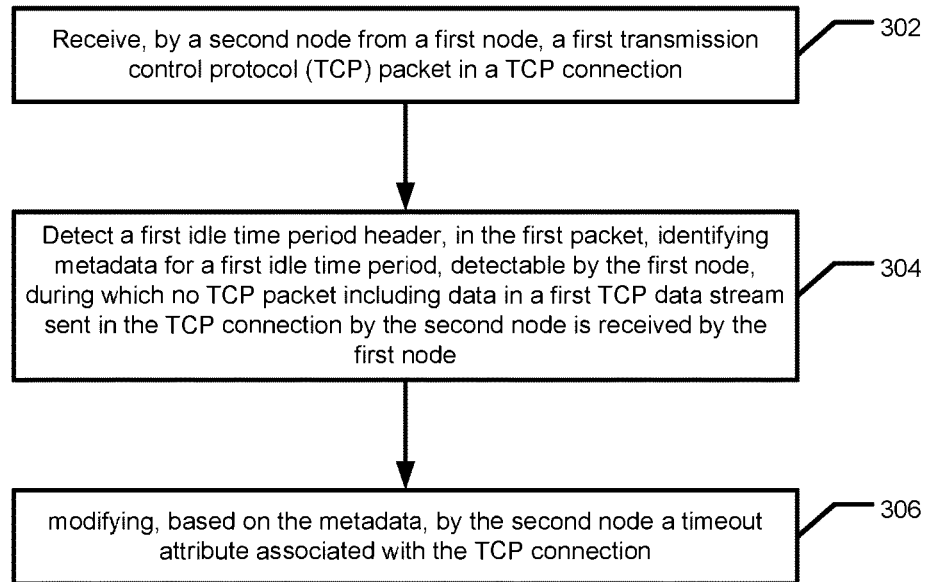 Receive, by a second node from a first node, a first transmission
control protocol (TCP) packet in a TCP connection
302
Detect a first idle time period header, in the first packet, identifying
metadata for a first idle time period, detectable by the first node,
during which no TCP packet including data in a first TCP data stream
sent in the TCP connection by the second node is received by the
first node
304
modifying, based on the metadata, by the second node a timeout
attribute associated with the TCP connection
306